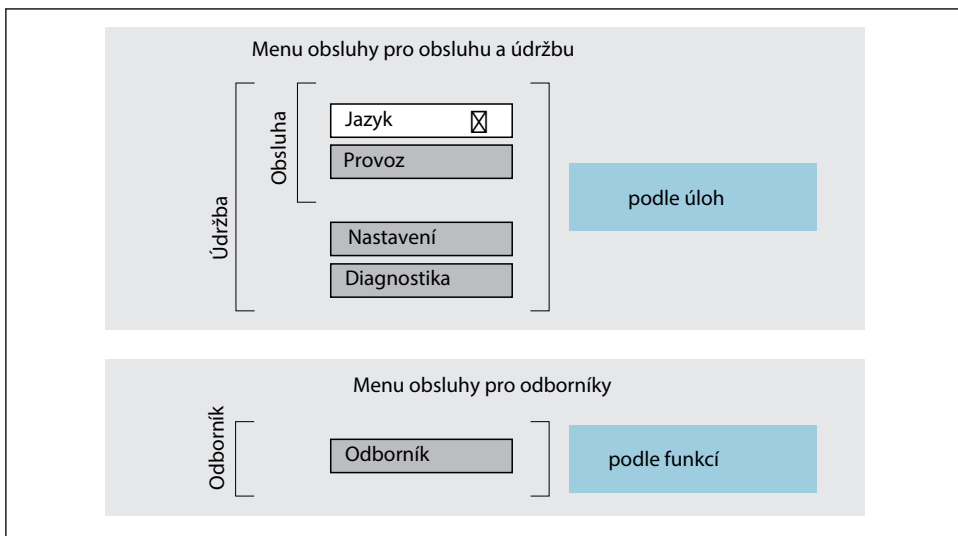 Menu obsluhy pro obsluhu a údržbu
Údržba
Obsluha
Jazyk
Provoz
Nastavení
Diagnostika
podle úloh
Menu obsluhy pro odborníky
Odborník
Odborník
podle funkcí